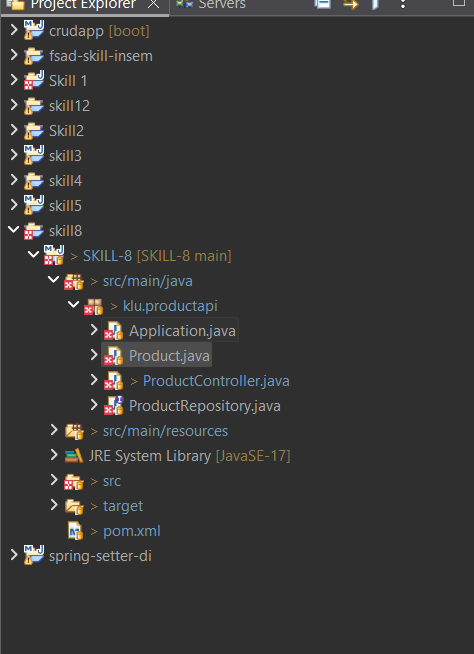 Project Explorer × Servers
> crudapp [boot]
> fsad-skill-insem
> Skill 1
> skill12
> Skill2
> skill3
> skill4
> skill5
skill8
> SKILL-8 [SKILL-8 main]
> src/main/java
> klu.productapi
> Application.java
> Product.java
> > ProductController.java
> ProductRepository.java
> > src/main/resources
> JRE System Library [JavaSE-17]
> > src
> > target
> pom.xml
> spring-setter-di